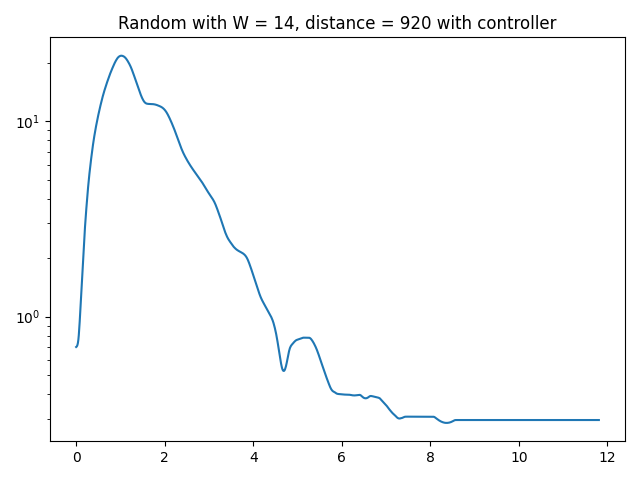 Random with W = 14, distance = 920 with controller
10¹
10⁰
0 2 4 6 8 10 12